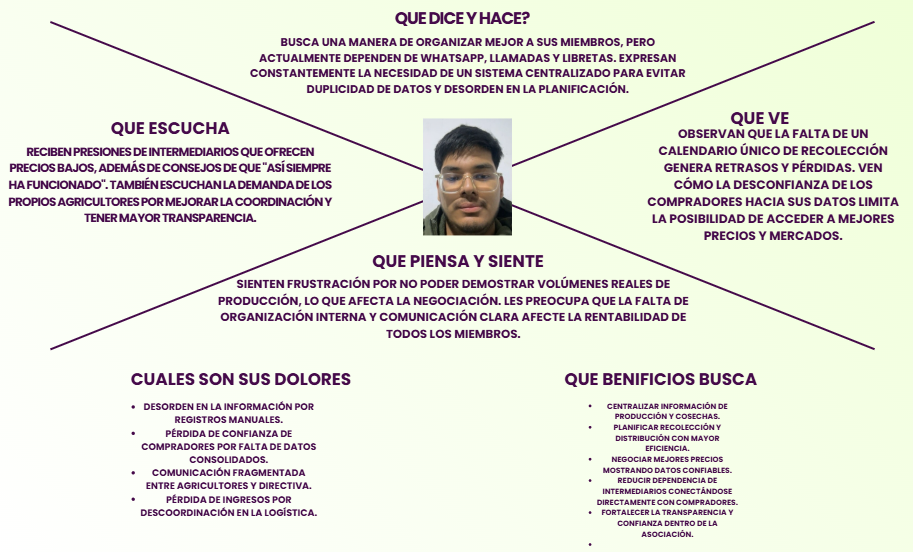 QUE DICE Y HACE?
BUSCA UNA MANERA DE ORGANIZAR MEJOR A SUS MIEMBROS, PERO
ACTUALMENTE DEPENDEN DE WHATSAPP, LLAMADAS Y LIBRETAS. EXPRESAN
CONSTANTEMENTE LA NECESIDAD DE UN SISTEMA CENTRALIZADO PARA EVITAR
DUPLICIDAD DE DATOS Y DESORDEN EN LA PLANIFICACIÓN.
QUE ESCUCHA
RECIBEN PRESIONES DE INTERMEDIARIOS QUE OFRECEN
PRECIOS BAJOS, ADEMÁS DE CONSEJOS DE QUE "ASÍ SIEMPRE
HA FUNCIONADO". TAMBIÉN ESCUCHAN LA DEMANDA DE LOS
PROPIOS AGRICULTORES POR MEJORAR LA COORDINACIÓN Y
TENER MAYOR TRANSPARENCIA.
QUE VE
OBSERVAN QUE LA FALTA DE UN
CALENDARIO ÚNICO DE RECOLECCIÓN
GENERA RETRASOS Y PÉRDIDAS. VEN
CÓMO LA DESCONFIANZA DE LOS
COMPRADORES HACIA SUS DATOS LIMITA
LA POSIBILIDAD DE ACCEDER A MEJORES
PRECIOS Y MERCADOS.
QUE PIENSA Y SIENTE
SIENTEN FRUSTRACIÓN POR NO PODER DEMOSTRAR VOLÚMENES REALES DE
PRODUCCIÓN, LO QUE AFECTA LA NEGOCIACIÓN. LES PREOCUPA QUE LA FALTA DE
ORGANIZACIÓN INTERNA Y COMUNICACIÓN CLARA AFECTE LA RENTABILIDAD DE
TODOS LOS MIEMBROS.
CUALES SON SUS DOLORES
• DESORDEN EN LA INFORMACIÓN POR
REGISTROS MANUALES.
• PÉRDIDA DE CONFIANZA DE
COMPRADORES POR FALTA DE DATOS
CONSOLIDADOS.
• COMUNICACIÓN FRAGMENTADA
ENTRE AGRICULTORES Y DIRECTIVA.
• PÉRDIDA DE INGRESOS POR
DESCOORDINACIÓN EN LA LOGÍSTICA.
QUE BENIFICIOS BUSCA
• CENTRALIZAR INFORMACIÓN DE
PRODUCCIÓN Y COSECHAS.
• PLANIFICAR RECOLECCIÓN Y
DISTRIBUCIÓN CON MAYOR
EFICIENCIA.
• NEGOCIAR MEJORES PRECIOS
MOSTRANDO DATOS CONFIABLES.
• REDUCIR DEPENDENCIA DE
INTERMEDIARIOS CONECTÁNDOSE
DIRECTAMENTE CON COMPRADORES.
• FORTALECER LA TRANSPARENCIA Y
CONFIANZA DENTRO DE LA
ASOCIACIÓN.
•